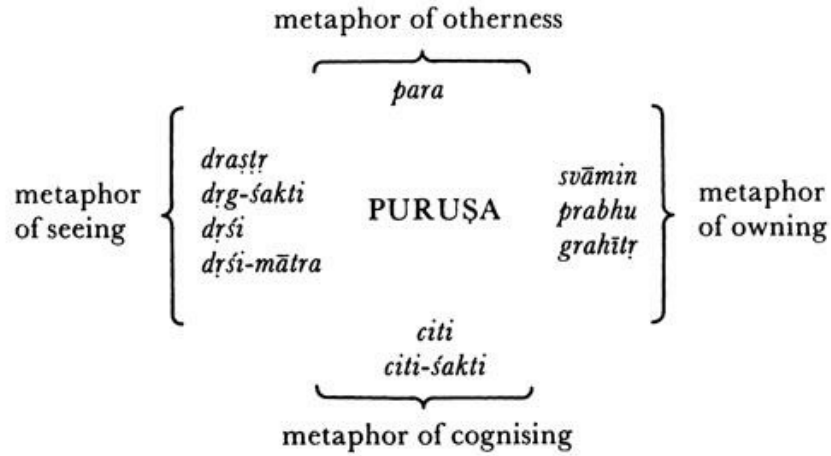 metaphor of otherness
para
metaphor
of seeing
draṣṭṛ
dṛg-śakti
dṛśi
dṛśi-mātra
PURUṢA
svāmin
prabhu
grahītṛ
metaphor
of owning
citi
citi-śakti
metaphor of cognising